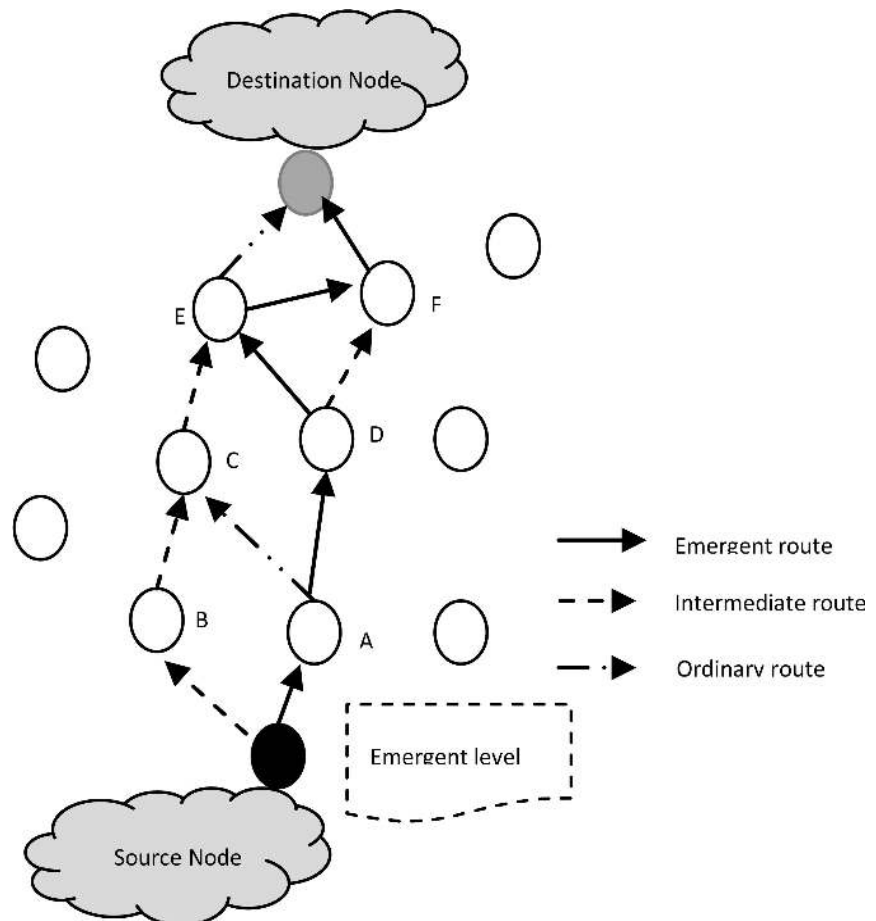 Destination Node
E
F
C
D
B
A
Emergent route
Intermediate route
Ordinary route
Emergent level
Source Node